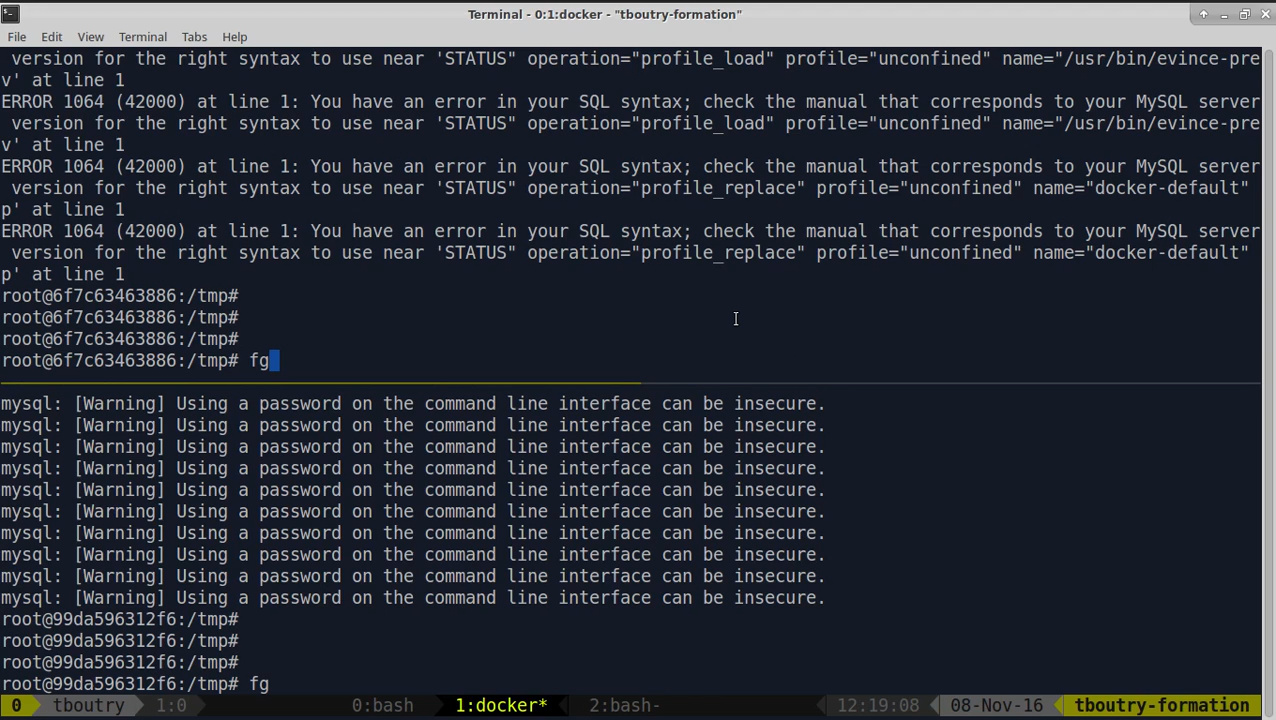 Terminal - 0:1:docker - "tboutry-formation"
File Edit View Terminal Tabs Help
version for the right syntax to use near 'STATUS" operation="profile_load" profile="unconfined" name="/usr/bin/evince-pre
v' at line 1
ERROR 1064 (42000) at line 1: You have an error in your SQL syntax; check the manual that corresponds to your MySQL server
version for the right syntax to use near 'STATUS" operation="profile_load" profile="unconfined" name="/usr/bin/evince-pre
v' at line 1
ERROR 1064 (42000) at line 1: You have an error in your SQL syntax; check the manual that corresponds to your MySQL server
version for the right syntax to use near 'STATUS" operation="profile_replace" profile="unconfined" name="docker-default"
p' at line 1
ERROR 1064 (42000) at line 1: You have an error in your SQL syntax; check the manual that corresponds to your MySQL server
version for the right syntax to use near 'STATUS" operation="profile_replace" profile="unconfined" name="docker-default"
p' at line 1
root@6f7c63463886:/tmp#
root@6f7c63463886:/tmp#
root@6f7c63463886:/tmp#
root@6f7c63463886:/tmp# fg
mysql: [Warning] Using a password on the command line interface can be insecure.
mysql: [Warning] Using a password on the command line interface can be insecure.
mysql: [Warning] Using a password on the command line interface can be insecure.
mysql: [Warning] Using a password on the command line interface can be insecure.
mysql: [Warning] Using a password on the command line interface can be insecure.
mysql: [Warning] Using a password on the command line interface can be insecure.
mysql: [Warning] Using a password on the command line interface can be insecure.
mysql: [Warning] Using a password on the command line interface can be insecure.
mysql: [Warning] Using a password on the command line interface can be insecure.
mysql: [Warning] Using a password on the command line interface can be insecure.
root@99da596312f6:/tmp#
root@99da596312f6:/tmp#
root@99da596312f6:/tmp#
root@99da596312f6:/tmp# fg
0 tboutry 1:0 0:bash 1:docker* 2:bash- 12:19:08 08-Nov-16 tboutry-formation